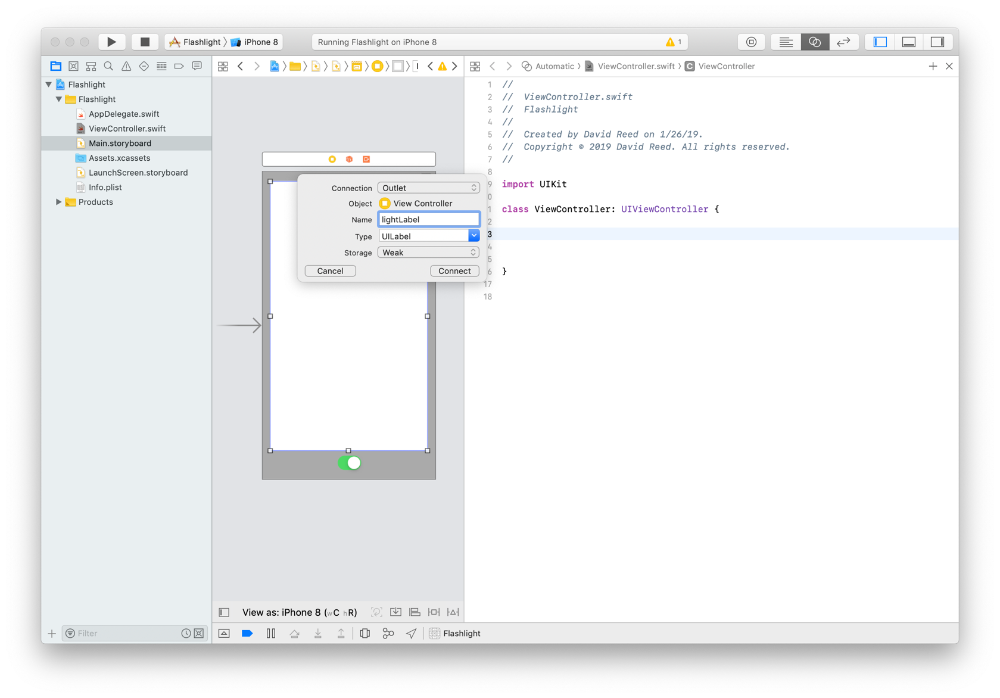 Flashlight
iPhone 8
Running Flashlight on iPhone 8
1
Automatic
ViewController.swift
C
ViewController
Flashlight
Flashlight
AppDelegate.swift
ViewController.swift
Main.storyboard
Assets.xcassets
LaunchScreen.storyboard
Info.plist
Products
Connection
Outlet
Object
View Controller
Name
lightLabel
Type
UILabel
Storage
Weak
Cancel
Connect
1 //
2 //  ViewController.swift
3 //  Flashlight
4 //
5 //  Created by David Reed on 1/26/19.
6 //  Copyright © 2019 David Reed. All rights reserved.
7 //
8
9 import UIKit
0
1 class ViewController: UIViewController {
2
3
4
5
6 }
17
18
View as: iPhone 8 (wC hR)
Filter
Flashlight